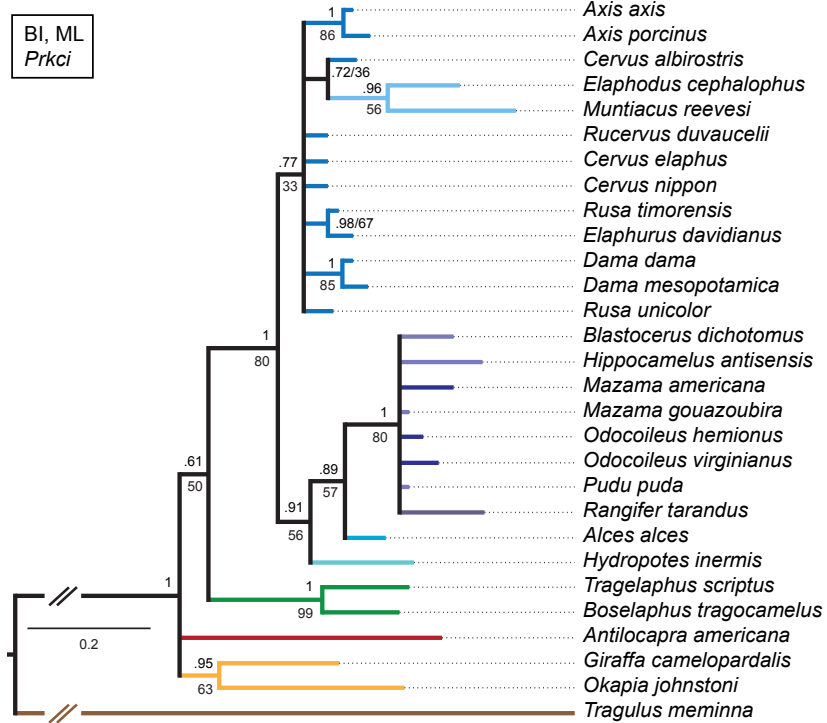 BI, ML
Prkci
1
86
Axis axis
Axis porcinus
Cervus albirostris
.72/36
.96
56
Elaphodus cephalophus
Muntiacus reevesi
Rucervus duvaucelii
.77
33
Cervus elaphus
Cervus nippon
Rusa timorensis
.98/67
Elaphurus davidianus
1
85
Dama dama
Dama mesopotamica
Rusa unicolor
1
80
Blastocerus dichotomus
Hippocamelus antisensis
Mazama americana
1
80
Mazama gouazoubira
Odocoileus hemionus
Odocoileus virginianus
.61
50
.89
57
Pudu puda
Rangifer tarandus
.91
56
Alces alces
Hydropotes inermis
1
1
99
Tragelaphus scriptus
Boselaphus tragocamelus
0.2
Antilocapra americana
.95
63
Giraffa camelopardalis
Okapia johnstoni
Tragulus meminna